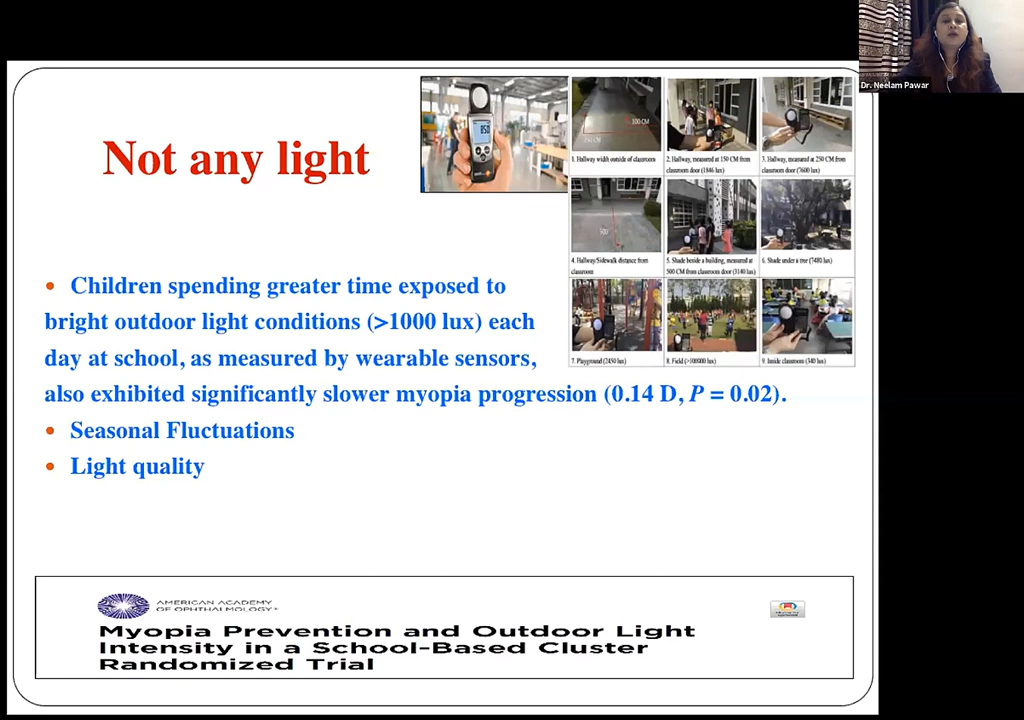 Dr. Neelam Pawar
Not any light
850
100 CM
1. Hallway width outside of classroom
2. Hallway, measured at 150 CM from
classroom door (1846 lux)
3. Hallway, measured at 250 CM from
classroom door (7600 lux)
4. Hallway/Sidewalk distance from
classroom
5. Shade beside a building, measured at
500 CM from classroom door (3140 lux)
6. Shade under a tree (7480 lux)
7. Playground (2450 lux)
8. Field (>100000 lux)
9. Inside classroom (340 lux)
• Children spending greater time exposed to
bright outdoor light conditions (>1000 lux) each
day at school, as measured by wearable sensors,
also exhibited significantly slower myopia progression (0.14 D, P = 0.02).
• Seasonal Fluctuations
• Light quality
AMERICAN ACADEMY
OF OPHTHALMOLOGY
Myopia Prevention and Outdoor Light
Intensity in a School-Based Cluster
Randomized Trial